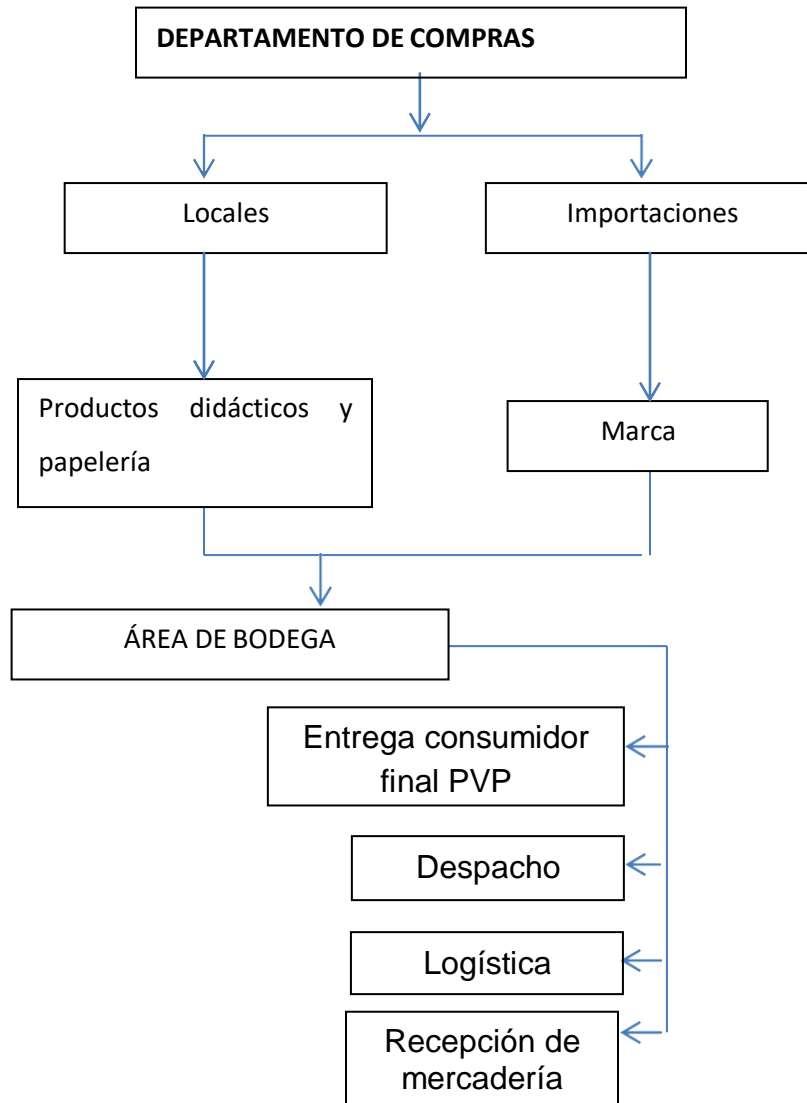 DEPARTAMENTO DE COMPRAS
Locales
Importaciones
Productos didácticos y
papelería
Marca
ÁREA DE BODEGA
Entrega consumidor
final PVP
Despacho
Logística
Recepción de
mercadería